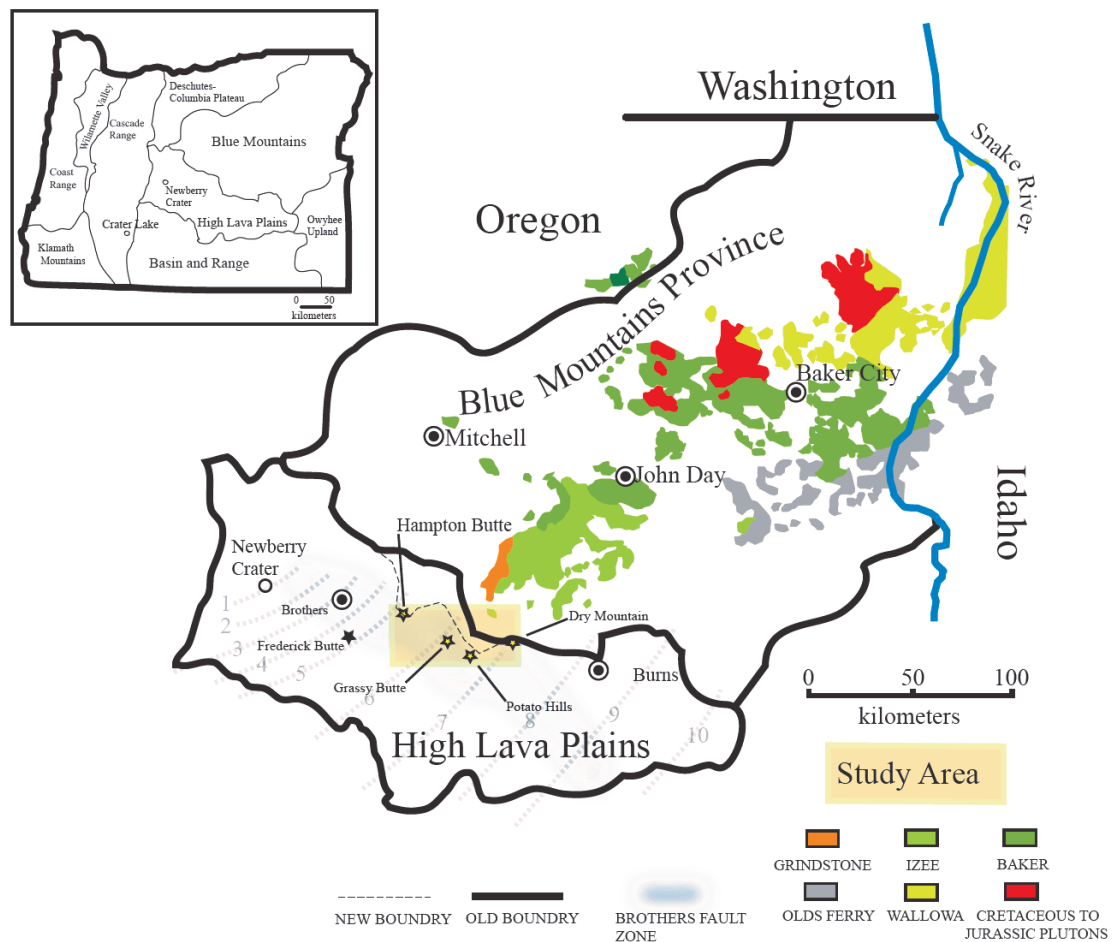 Deschutes-
Columbia Plateau
Wilamette Valley
Cascade
Range
Blue Mountains
Coast
Range
Newberry
Crater
Crater Lake
High Lava Plains
Owyhee
Upland
Klamath
Mountains
Basin and Range
0 50
kilometers
Washington
Snake River
Oregon
Blue Mountains Province
Baker City
Mitchell
John Day
Idaho
Hampton Butte
Newberry
Crater
Brothers
Frederick Butte
Dry Mountain
Grassy Butte
Potato Hills
Burns
1
2
3
4
5
6
7
8
9
10
High Lava Plains
0 50 100
kilometers
Study Area
GRINDSTONE IZEE BAKER
OLDS FERRY WALLOWA CRETACEOUS TO
JURASSIC PLUTONS
NEW BOUNDRY OLD BOUNDRY BROTHERS FAULT
ZONE